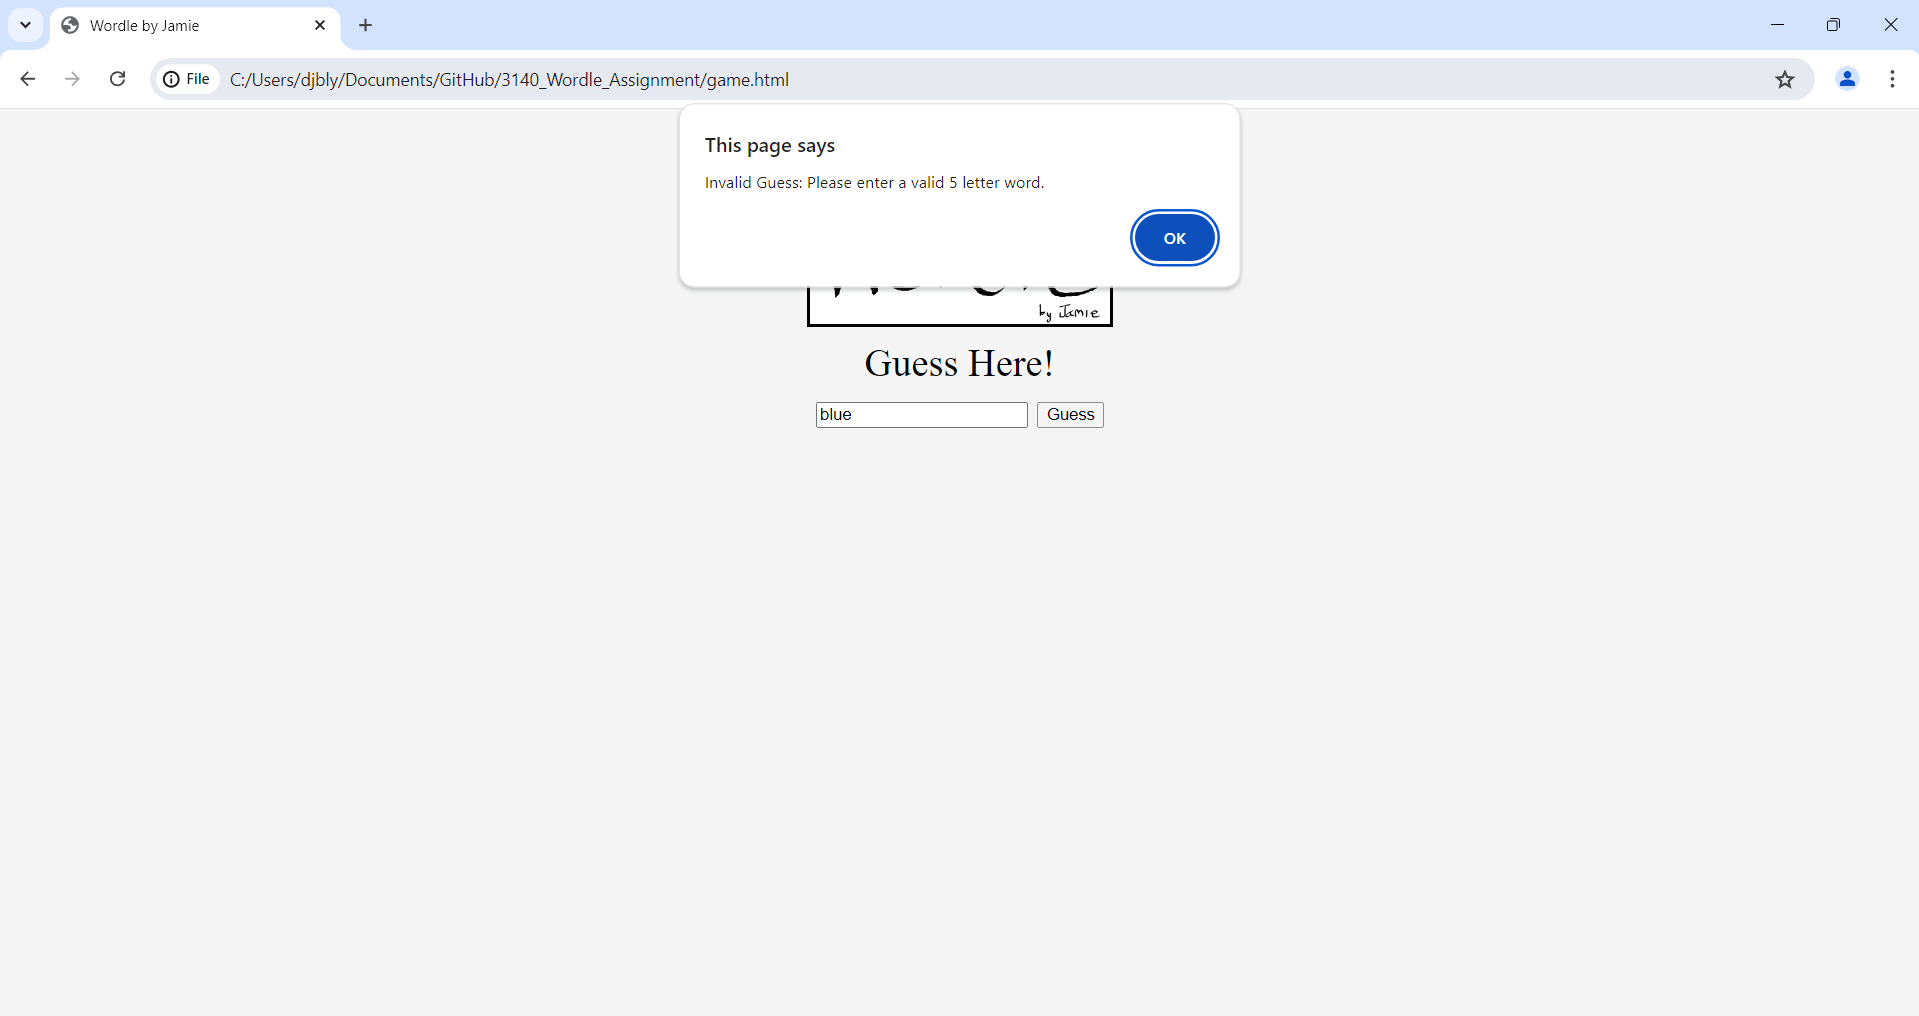 Wordle by Jamie
File
C:/Users/djbly/Documents/GitHub/3140_Wordle_Assignment/game.html
This page says
Invalid Guess: Please enter a valid 5 letter word.
OK
by Jamie
Guess Here!
blue
Guess